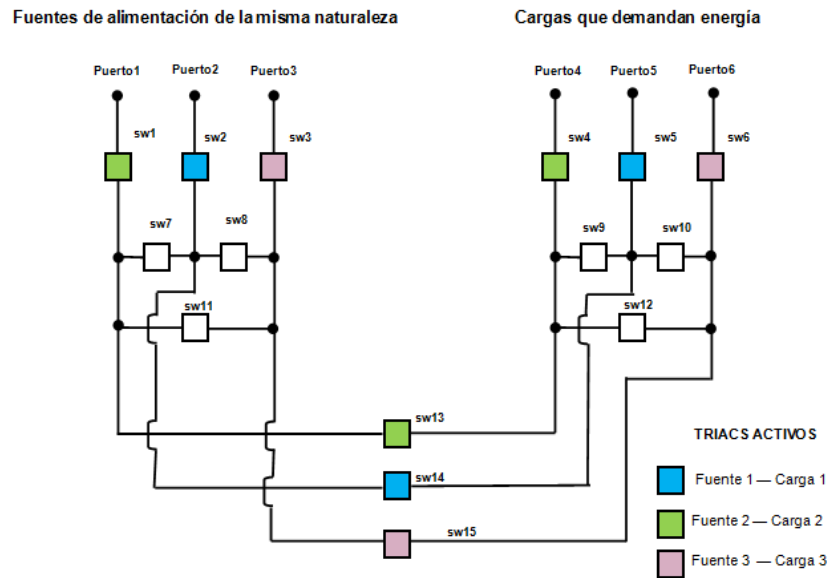 Fuentes de alimentación de la misma naturaleza
Cargas que demandan energía
Puerto1
Puerto2
Puerto3
Puerto4
Puerto5
Puerto6
sw1
sw2
sw3
sw4
sw5
sw6
sw7
sw8
sw9
sw10
sw11
sw12
sw13
TRIACS ACTIVOS
sw14
Fuente 1 — Carga 1
Fuente 2 — Carga 2
sw15
Fuente 3 — Carga 3